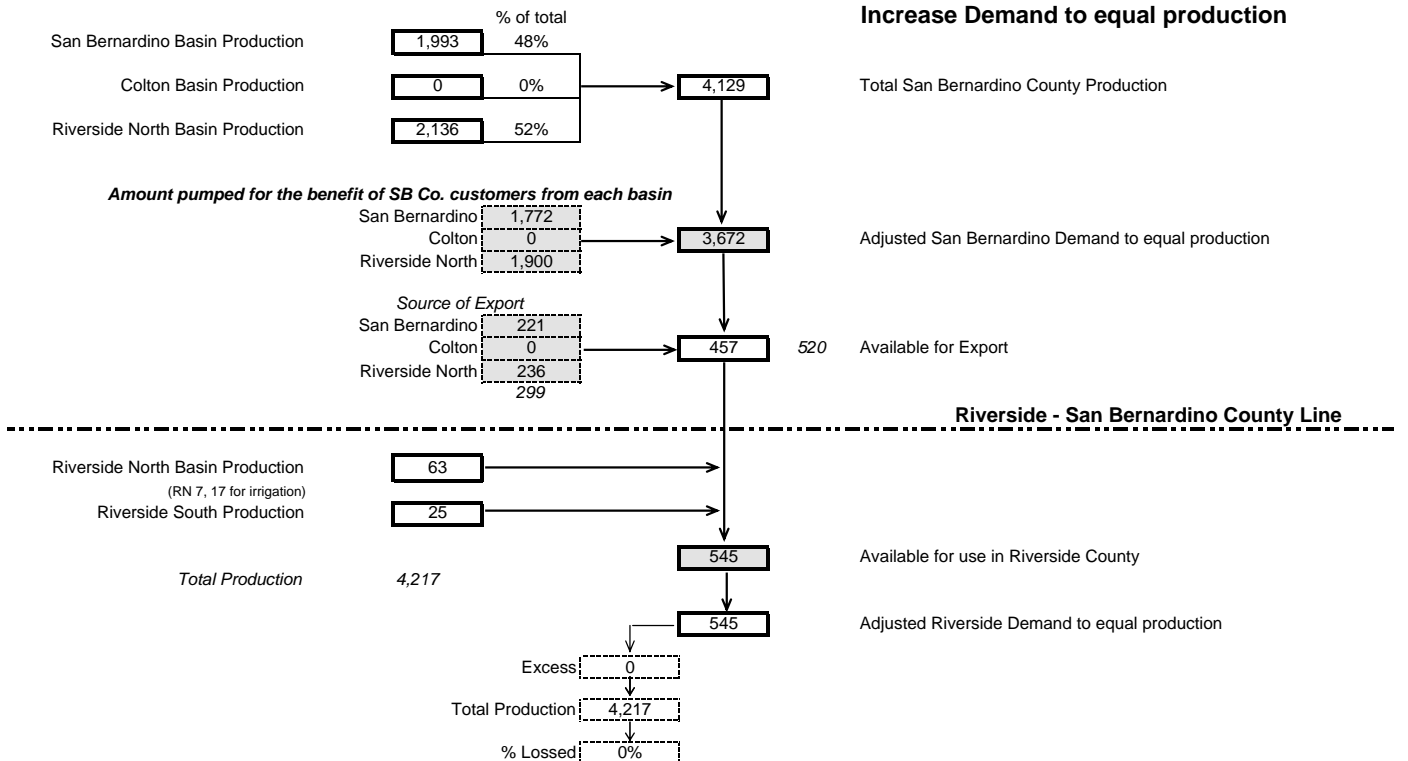 % of total
Increase Demand to equal production
San Bernardino Basin Production 1,993 48%
Colton Basin Production 0 0% 4,129 Total San Bernardino County Production
Riverside North Basin Production 2,136 52%
Amount pumped for the benefit of SB Co. customers from each basin
San Bernardino 1,772
Colton 0 3,672 Adjusted San Bernardino Demand to equal production
Riverside North 1,900
Source of Export
San Bernardino 221
Colton 0 457 520 Available for Export
Riverside North 236
299
Riverside - San Bernardino County Line
Riverside North Basin Production 63
(RN 7, 17 for irrigation)
Riverside South Production 25
545 Available for use in Riverside County
Total Production 4,217
545 Adjusted Riverside Demand to equal production
Excess 0
Total Production 4,217
% Lossed 0%